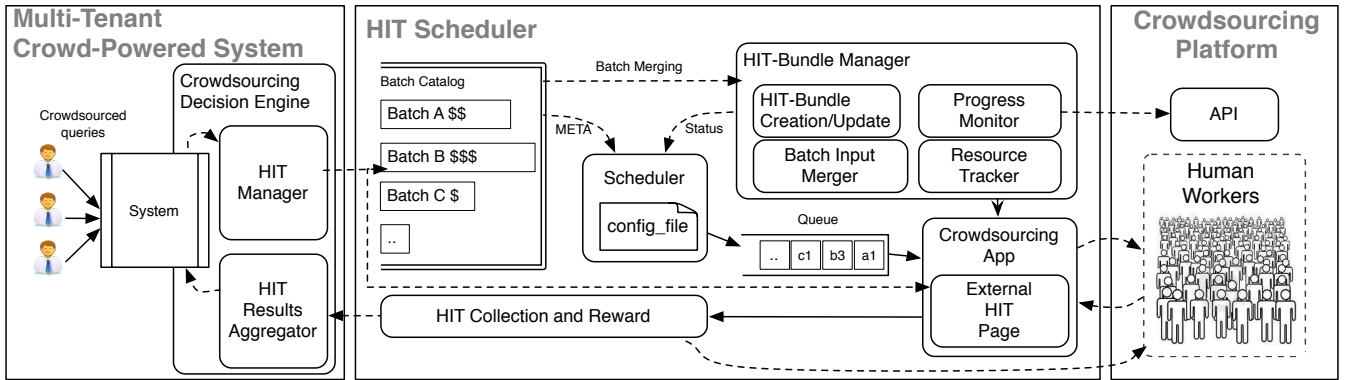 Multi-Tenant
Crowd-Powered System
Crowdsourced
queries
System
Crowdsourcing
Decision Engine
HIT
Manager
HIT
Results
Aggregator
HIT Scheduler
Batch Catalog
Batch A $$
Batch B $$$
Batch C $
..
Batch Merging
META
Status
Scheduler
config_file
HIT-Bundle Manager
HIT-Bundle
Creation/Update
Progress
Monitor
Batch Input
Merger
Resource
Tracker
Queue
.. c1 b3 a1
Crowdsourcing
App
External
HIT
Page
HIT Collection and Reward
Crowdsourcing
Platform
API
Human
Workers